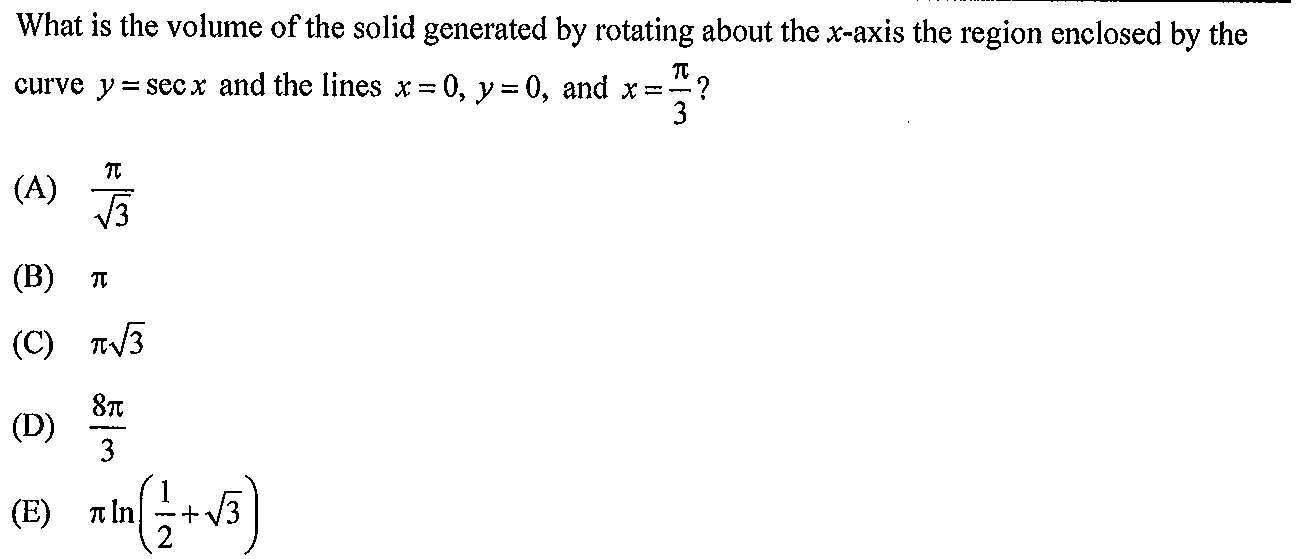 What is the volume of the solid generated by rotating about the x-axis the region enclosed by the
curve y = sec x and the lines x = 0, y = 0, and x = π/3 ?
(A) π/√3
(B) π
(C) π√3
(D) 8π/3
(E) π ln(1/2 + √3)